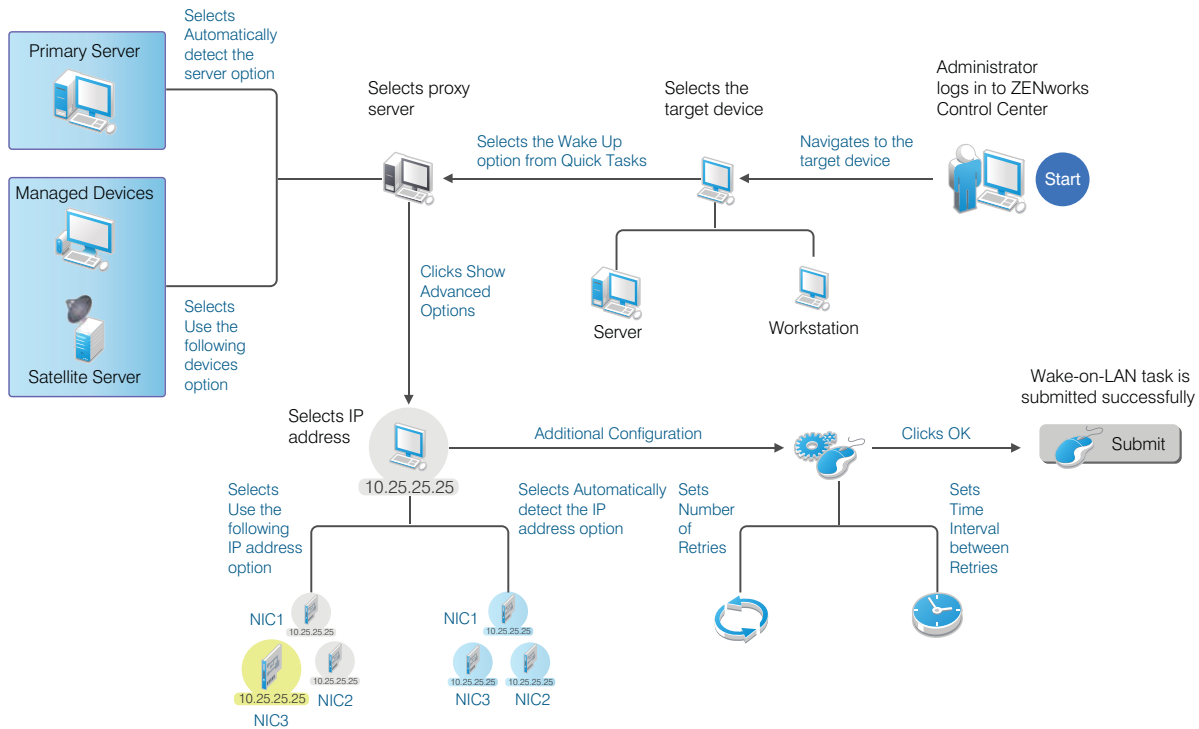 Selects
Automatically
detect the
server option
Primary Server
Managed Devices
Satellite Server
Selects
Use the
following
devices
option
Selects proxy
server
Selects the Wake Up
option from Quick Tasks
Selects the
target device
Navigates to the
target device
Administrator
logs in to ZENworks
Control Center
Start
Server
Workstation
Clicks Show
Advanced
Options
Selects IP
address
10.25.25.25
Additional Configuration
Clicks OK
Wake-on-LAN task is
submitted successfully
Submit
Selects
Use the
following
IP address
option
Selects Automatically
detect the IP
address option
Sets
Number
of
Retries
Sets
Time
Interval
between
Retries
NIC1
10.25.25.25
10.25.25.25
NIC3
10.25.25.25
NIC2
NIC1
10.25.25.25
10.25.25.25
NIC3
10.25.25.25
NIC2